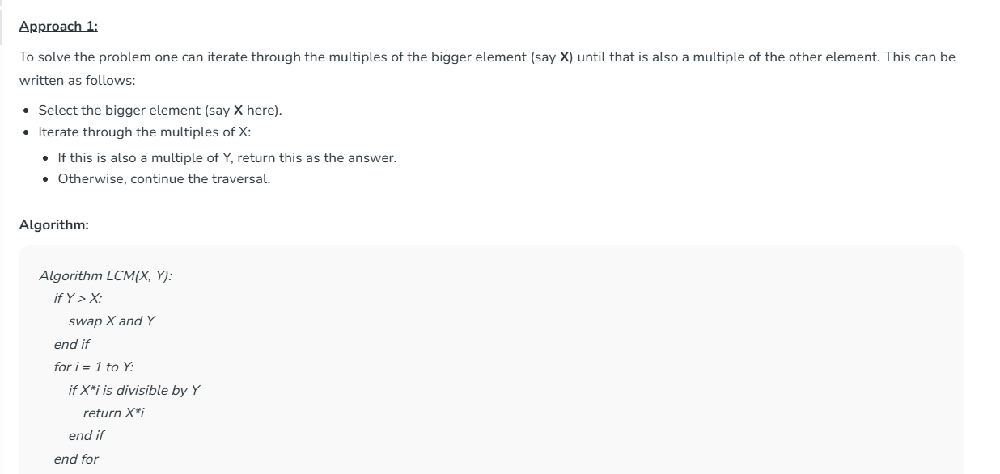 Approach 1:
To solve the problem one can iterate through the multiples of the bigger element (say X) until that is also a multiple of the other element. This can be
written as follows:
Select the bigger element (say X here).
Iterate through the multiples of X:
If this is also a multiple of Y, return this as the answer.
Otherwise, continue the traversal.
Algorithm:
Algorithm LCM(X, Y):
if Y > X:
swap X and Y
end if
for i = 1 to Y:
if X*i is divisible by Y
return X*i
end if
end for